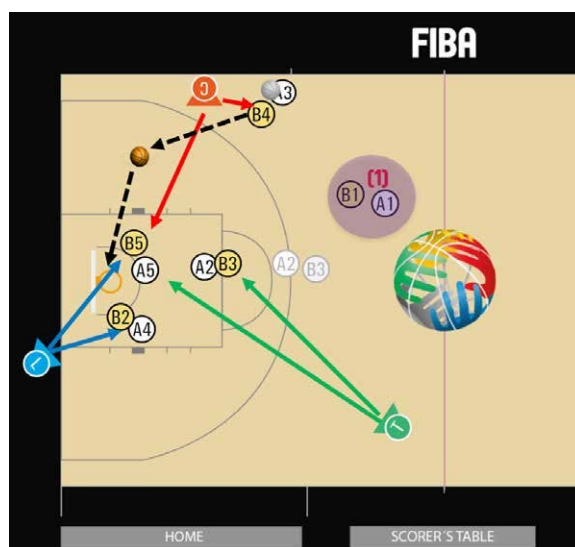 FIBA
C
A3
B4
(1)
B1
A1
B5
A5
A2
B3
A2
B3
B2
A4
L
T
HOME
SCORER´S TABLE